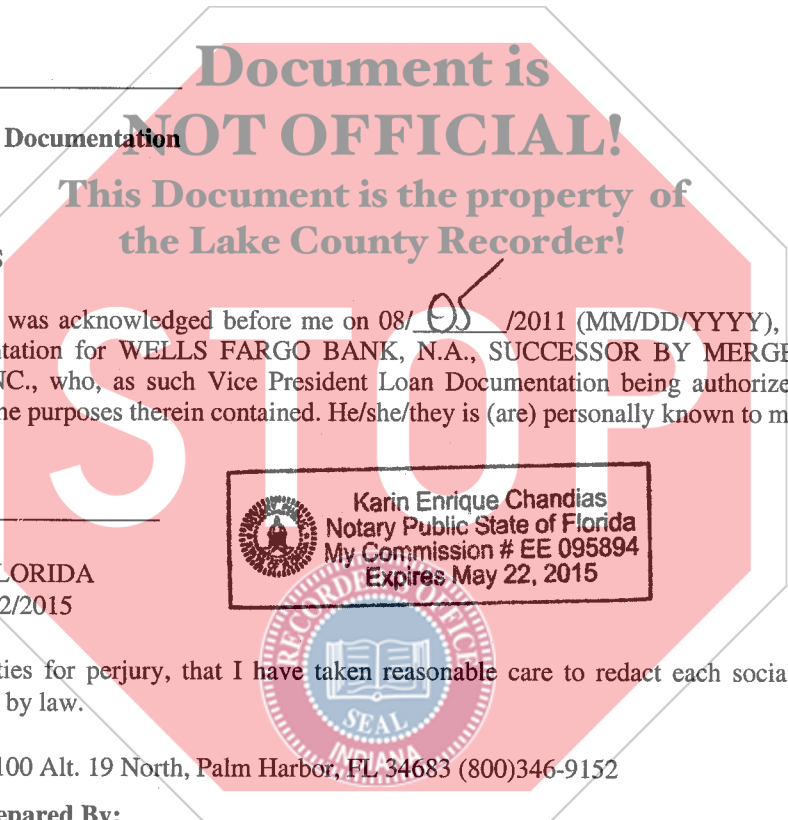 Document is
NOT OFFICIAL!
Documentation
This Document is the property of
the Lake County Recorder!
was acknowledged before me on 08/ 05 /2011 (MM/DD/YYYY),
tation for WELLS FARGO BANK, N.A., SUCCESSOR BY MERGE
NC., who, as such Vice President Loan Documentation being authorize
he purposes therein contained. He/she/they is (are) personally known to m
STOP
Karin Enrique Chandias
Notary Public State of Florida
My Commission # EE 095894
Expires May 22, 2015
LORIDA
2/2015
RECORDER'S OFFICE
SEAL
INDIANA
ties for perjury, that I have taken reasonable care to redact each socia
by law.
100 Alt. 19 North, Palm Harbor, FL 34683 (800)346-9152
epared By: